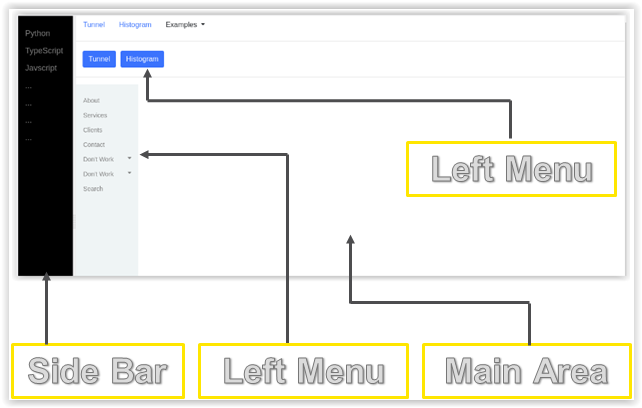 Tunnel Histogram Examples
Python
TypeScript
Javscript
...
...
...
...
Tunnel Histogram
About
Services
Clients
Contact
Don't Work
Don't Work
Search
Left Menu
Side Bar
Left Menu
Main Area